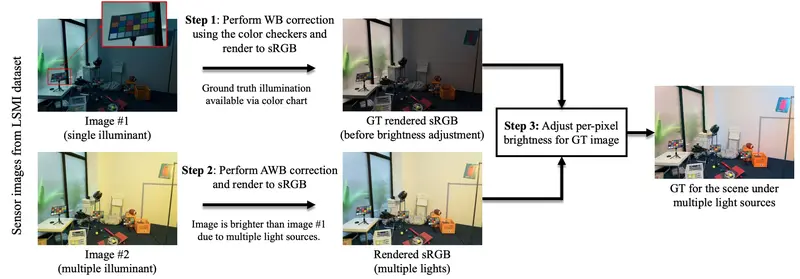 Sensor images from LSMI dataset
Image #1
(single illuminant)
Step 1: Perform WB correction
using the color checkers and
render to sRGB
Ground truth illumination
available via color chart
GT rendered sRGB
(before brightness adjustment)
Image #2
(multiple illuminant)
Step 2: Perform AWB correction
and render to sRGB
Image is brighter than image #1
due to multiple light sources.
Rendered sRGB
(multiple lights)
Step 3: Adjust per-pixel
brightness for GT image
GT for the scene under
multiple light sources